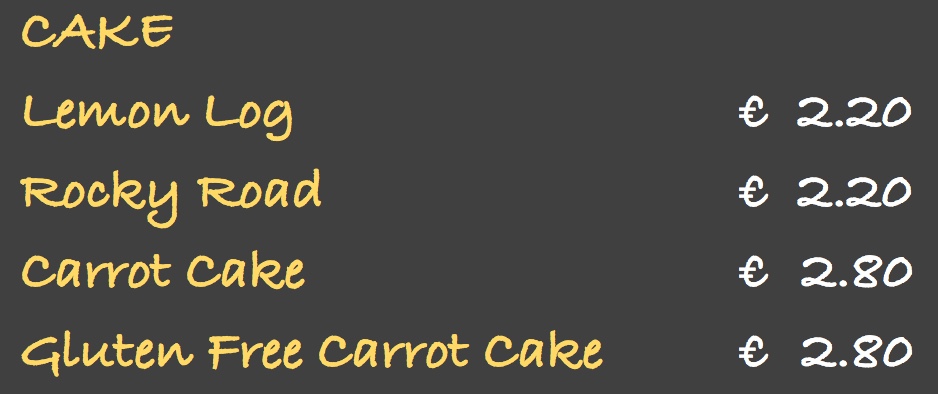 CAKE
Lemon Log € 2.20
Rocky Road € 2.20
Carrot Cake € 2.80
Gluten Free Carrot Cake € 2.80